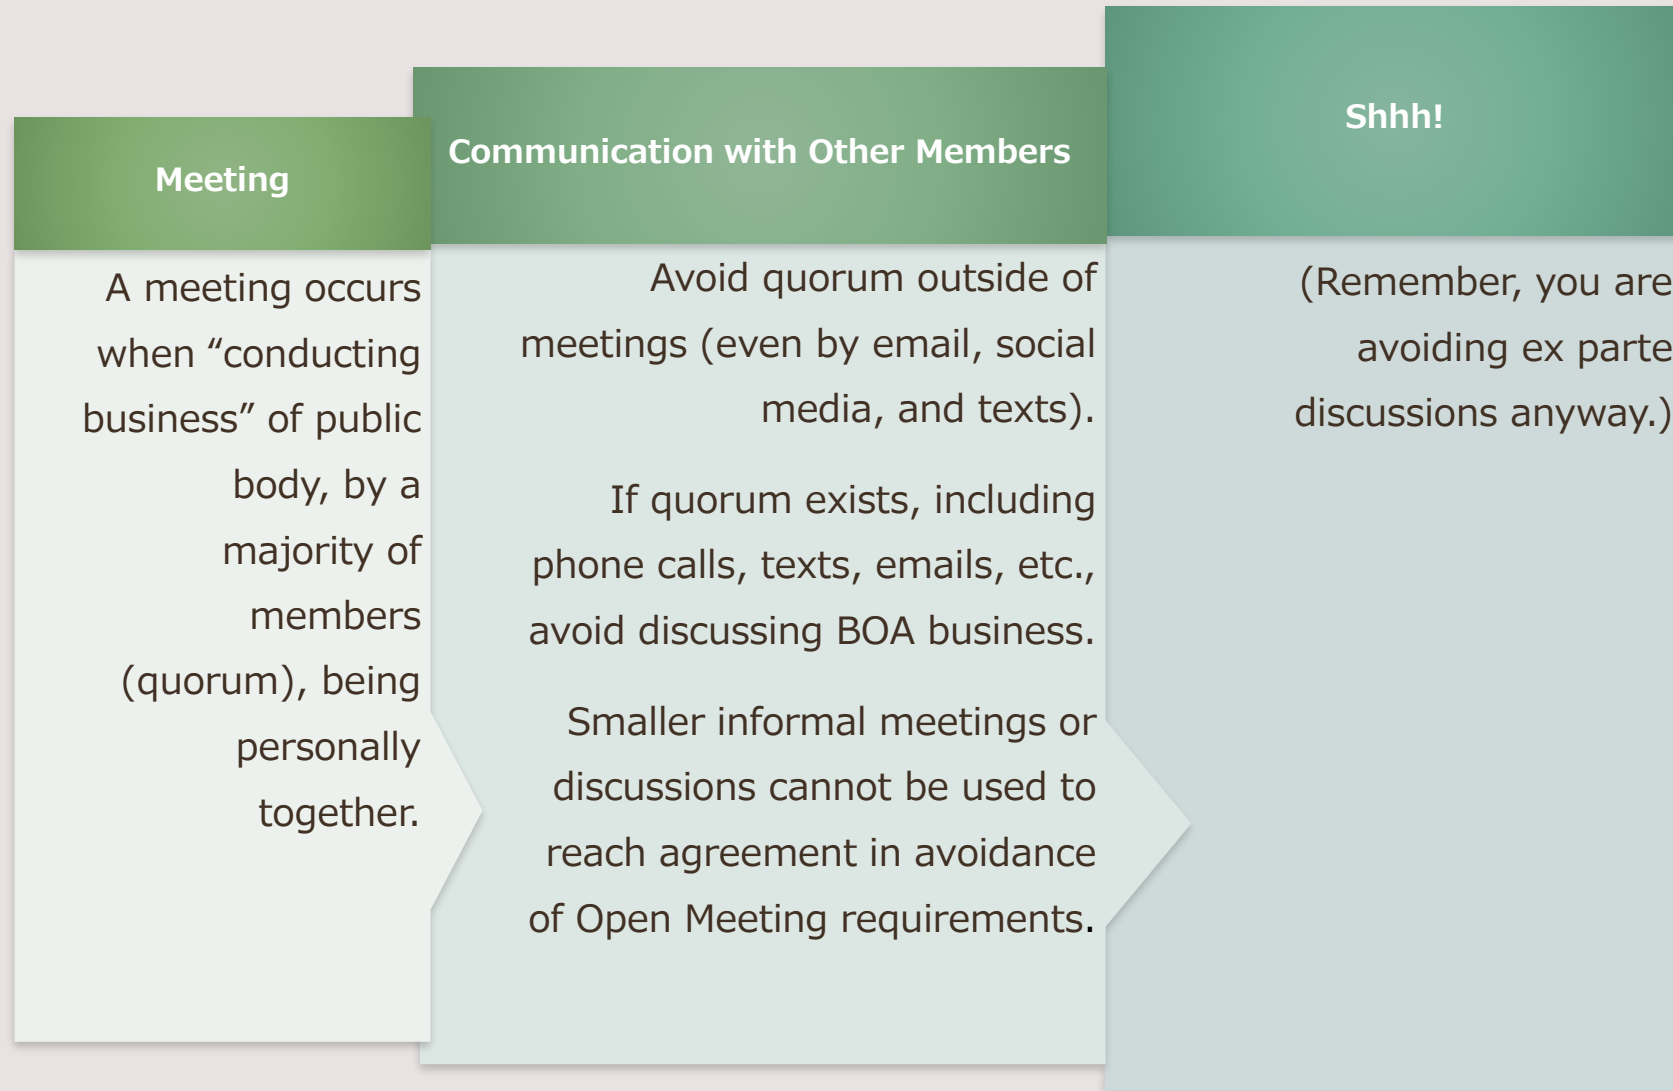 Meeting
A meeting occurs
when “conducting
business” of public
body, by a
majority of
members
(quorum), being
personally
together.
Communication with Other Members
Avoid quorum outside of
meetings (even by email, social
media, and texts).
If quorum exists, including
phone calls, texts, emails, etc.,
avoid discussing BOA business.
Smaller informal meetings or
discussions cannot be used to
reach agreement in avoidance
of Open Meeting requirements.
Shhh!
(Remember, you are
avoiding ex parte
discussions anyway.)